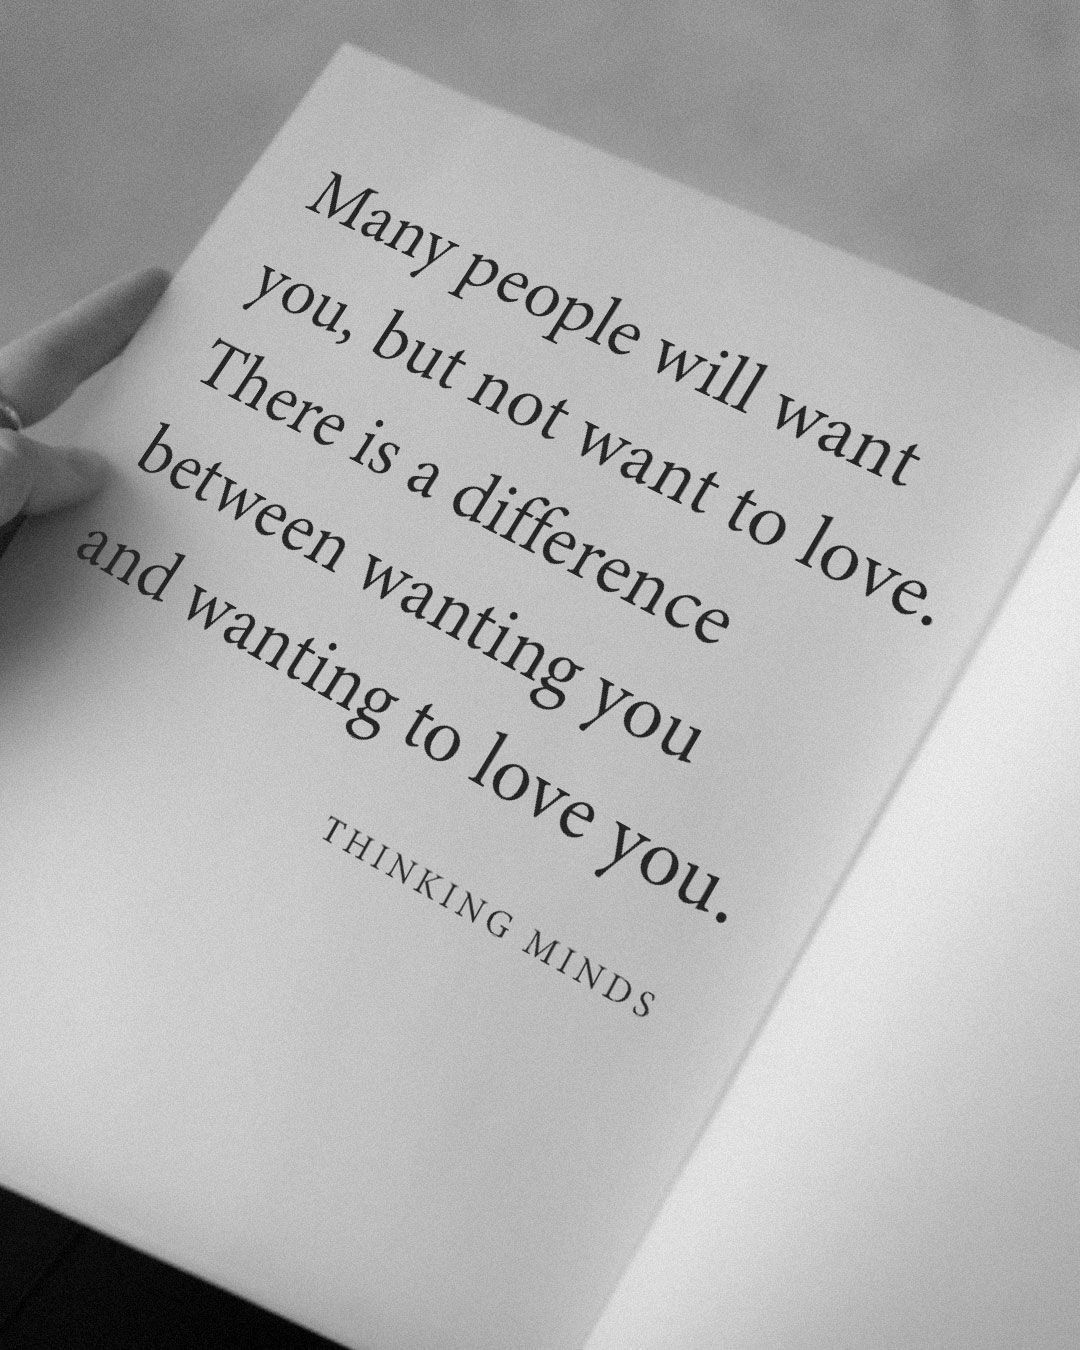 Many people will want
you, but not want to love.
There is a difference
between wanting you
and wanting to love you.
THINKING MINDS